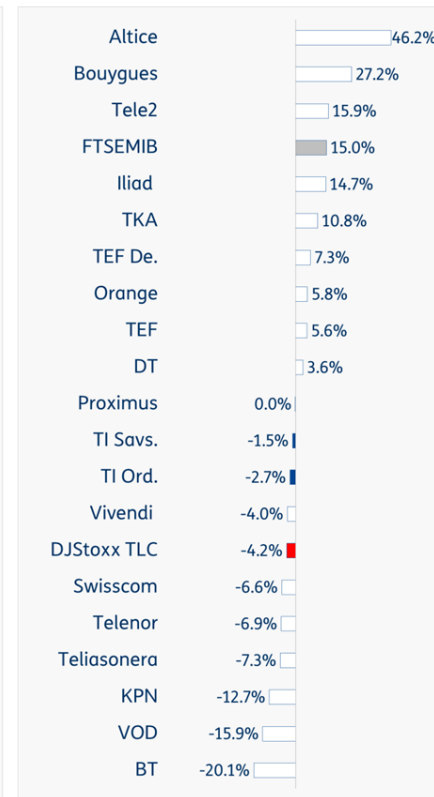 Altice 46.2%
Bouygues 27.2%
Tele2 15.9%
FTSEMIB 15.0%
Iliad 14.7%
TKA 10.8%
TEF De. 7.3%
Orange 5.8%
TEF 5.6%
DT 3.6%
Proximus 0.0%
TI Savs. -1.5%
TI Ord. -2.7%
Vivendi -4.0%
DJStoxx TLC -4.2%
Swisscom -6.6%
Telenor -6.9%
Teliasonera -7.3%
KPN -12.7%
VOD -15.9%
BT -20.1%